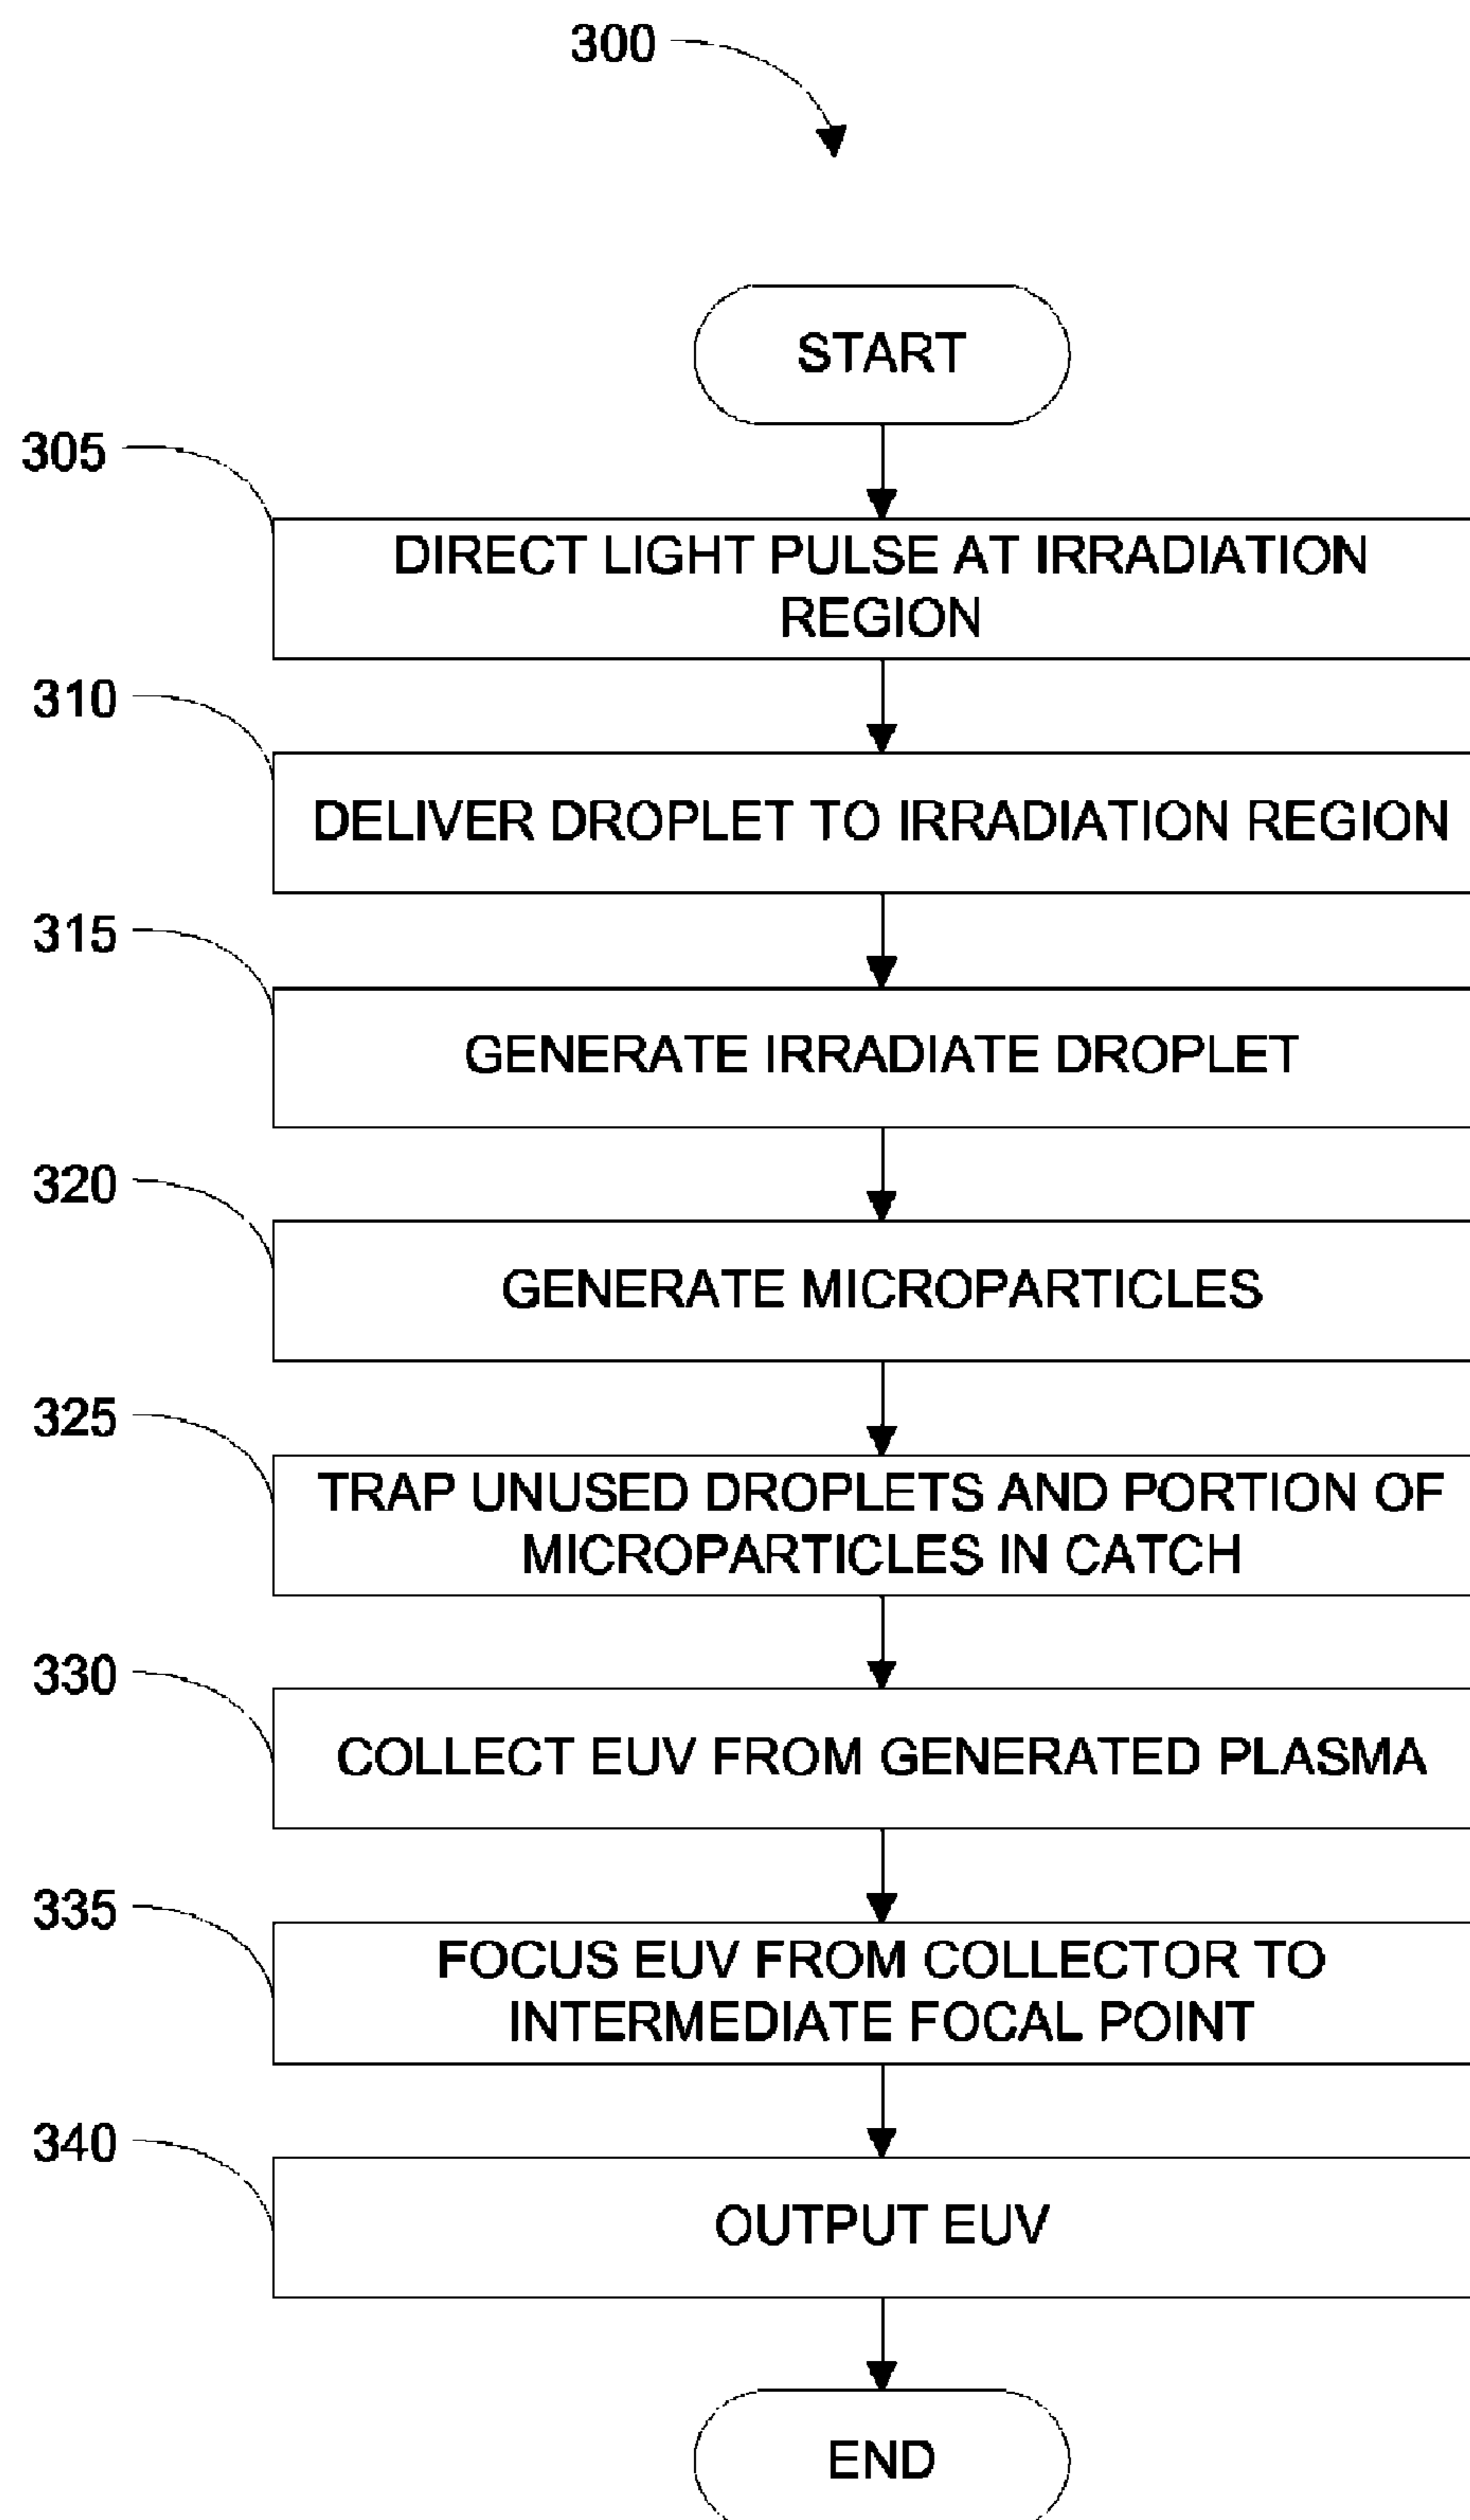 300
START
305
DIRECT LIGHT PULSE AT IRRADIATION
REGION
310
DELIVER DROPLET TO IRRADIATION REGION
315
GENERATE IRRADIATE DROPLET
320
GENERATE MICROPARTICLES
325
TRAP UNUSED DROPLETS AND PORTION OF
MICROPARTICLES IN CATCH
330
COLLECT EUV FROM GENERATED PLASMA
335
FOCUS EUV FROM COLLECTOR TO
INTERMEDIATE FOCAL POINT
340
OUTPUT EUV
END